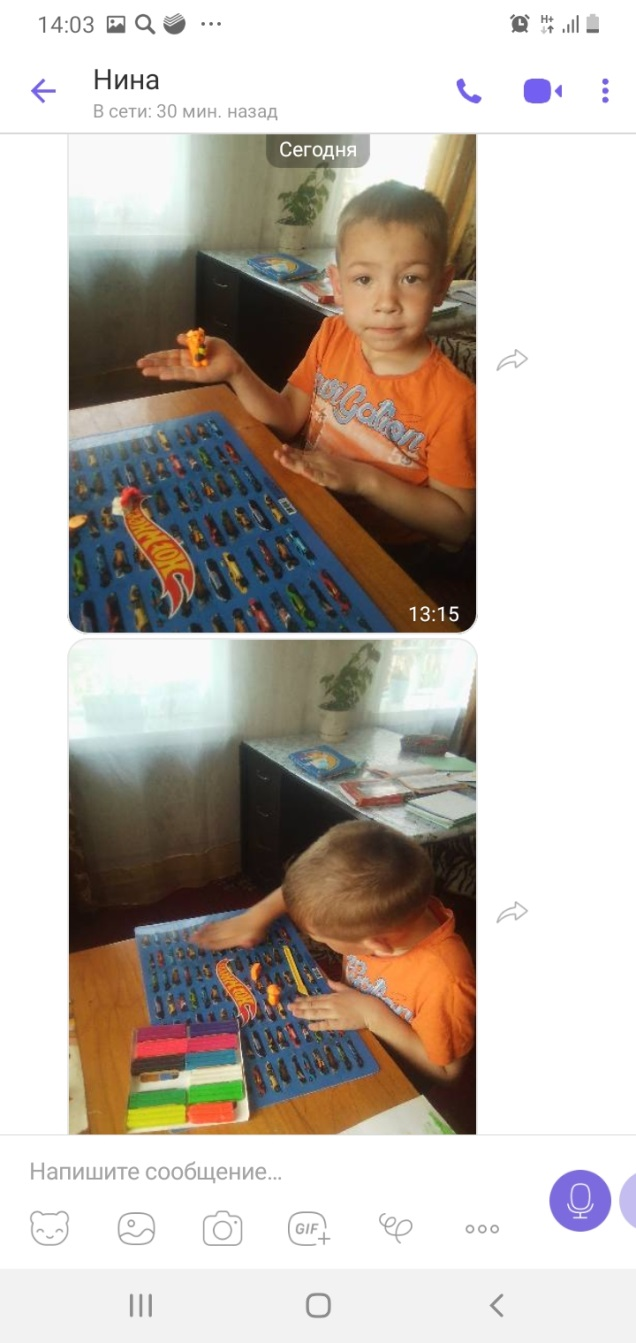 14:03
Нина
В сети: 30 мин. назад
Сегодня
HOT WHEELS
13:15
Напишите сообщение...
GIF